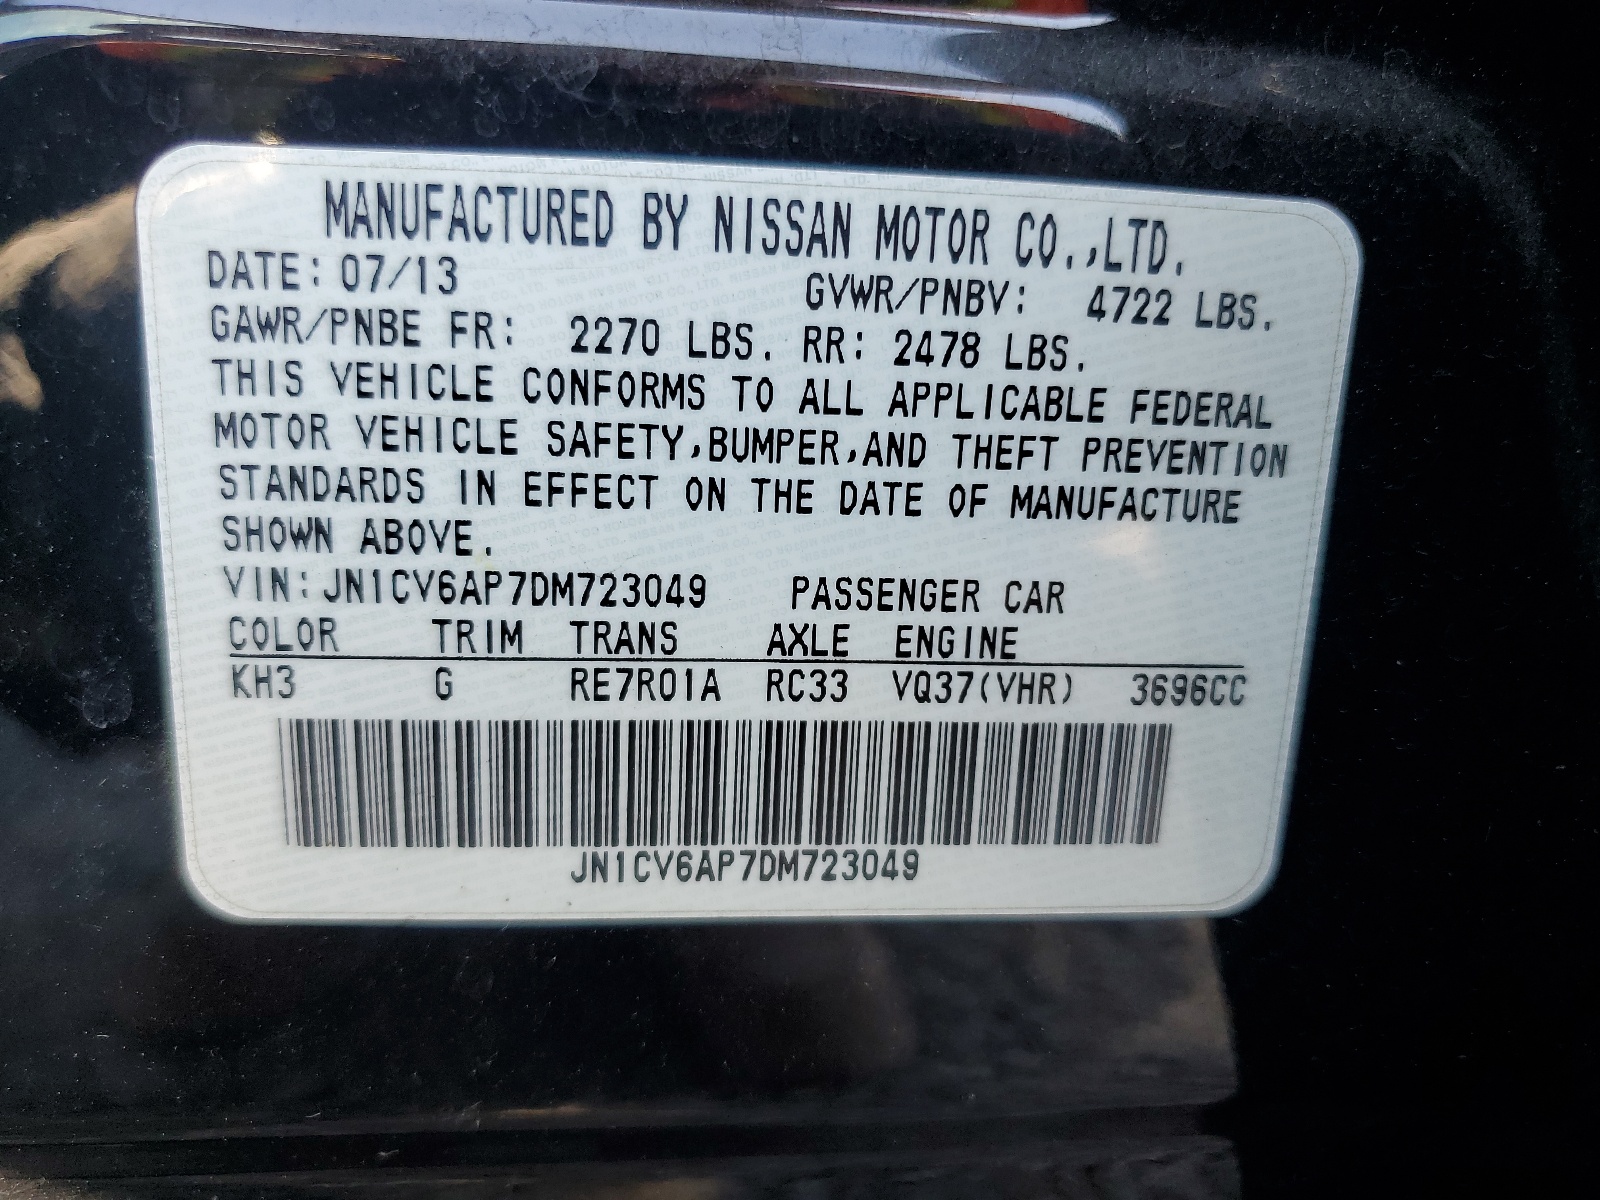 MANUFACTURED BY NISSAN MOTOR CO.,LTD.
DATE: 07/13 GVWR/PNBV: 4722 LBS.
GAWR/PNBE FR: 2270 LBS. RR: 2478 LBS.
THIS VEHICLE CONFORMS TO ALL APPLICABLE FEDERAL
MOTOR VEHICLE SAFETY,BUMPER,AND THEFT PREVENTION
STANDARDS IN EFFECT ON THE DATE OF MANUFACTURE
SHOWN ABOVE.
VIN:JN1CV6AP7DM723049 PASSENGER CAR
COLOR TRIM TRANS AXLE ENGINE
KH3 G RE7R01A RC33 VQ37(VHR) 3696CC
JN1CV6AP7DM723049